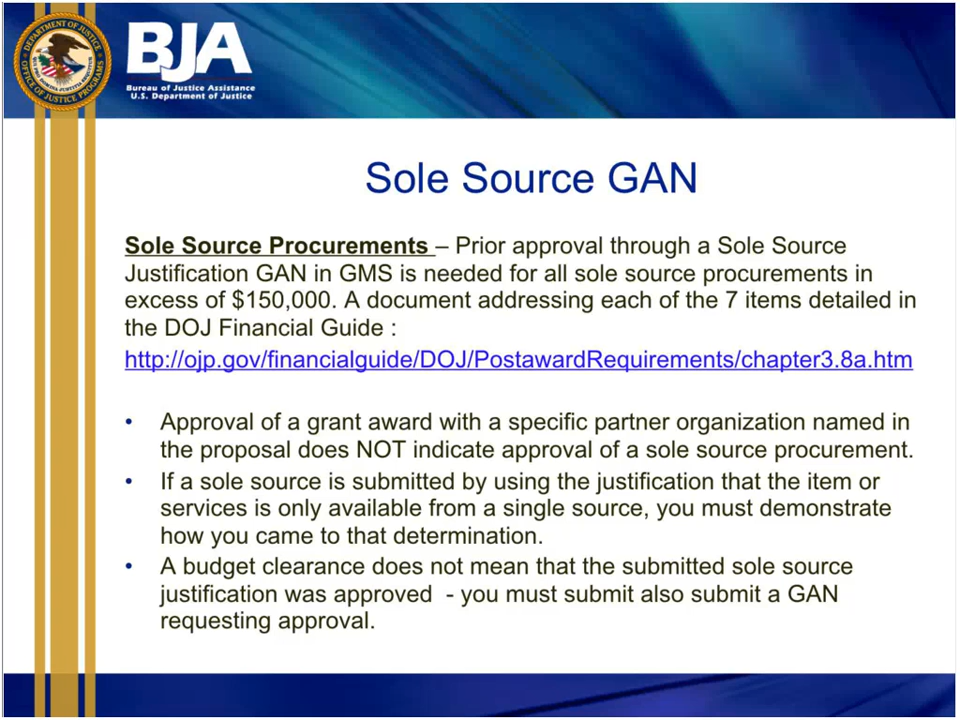 BJA
Bureau of Justice Assistance
U.S. Department of Justice
Sole Source GAN
Sole Source Procurements – Prior approval through a Sole Source
Justification GAN in GMS is needed for all sole source procurements in
excess of $150,000. A document addressing each of the 7 items detailed in
the DOJ Financial Guide :
http://ojp.gov/financialguide/DOJ/PostawardRequirements/chapter3.8a.htm
• Approval of a grant award with a specific partner organization named in
the proposal does NOT indicate approval of a sole source procurement.
• If a sole source is submitted by using the justification that the item or
services is only available from a single source, you must demonstrate
how you came to that determination.
• A budget clearance does not mean that the submitted sole source
justification was approved - you must submit also submit a GAN
requesting approval.